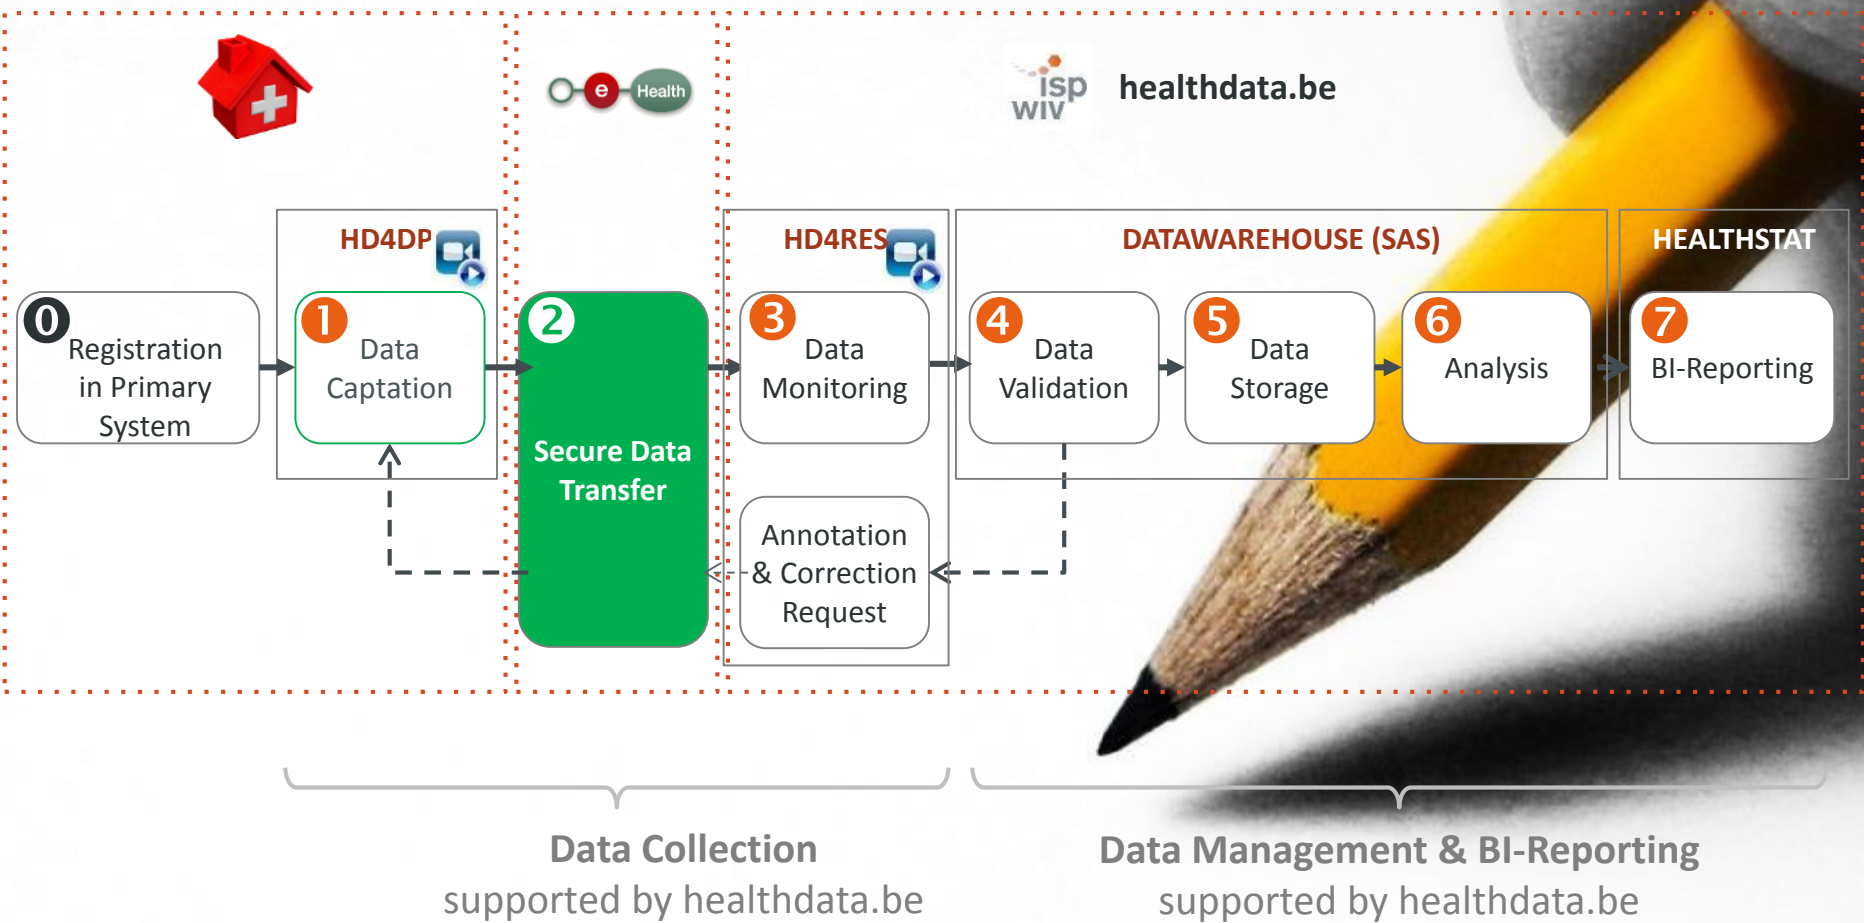 e Health
isp
WIV
healthdata.be
HD4DP
HD4RES
DATAWAREHOUSE (SAS)
HEALTHSTAT
0
Registration
in Primary
System
1
Data
Captation
2
Secure Data
Transfer
3
Data
Monitoring
4
Data
Validation
5
Data
Storage
6
Analysis
7
BI-Reporting
Annotation
& Correction
Request
Data Collection
supported by healthdata.be
Data Management & BI-Reporting
supported by healthdata.be